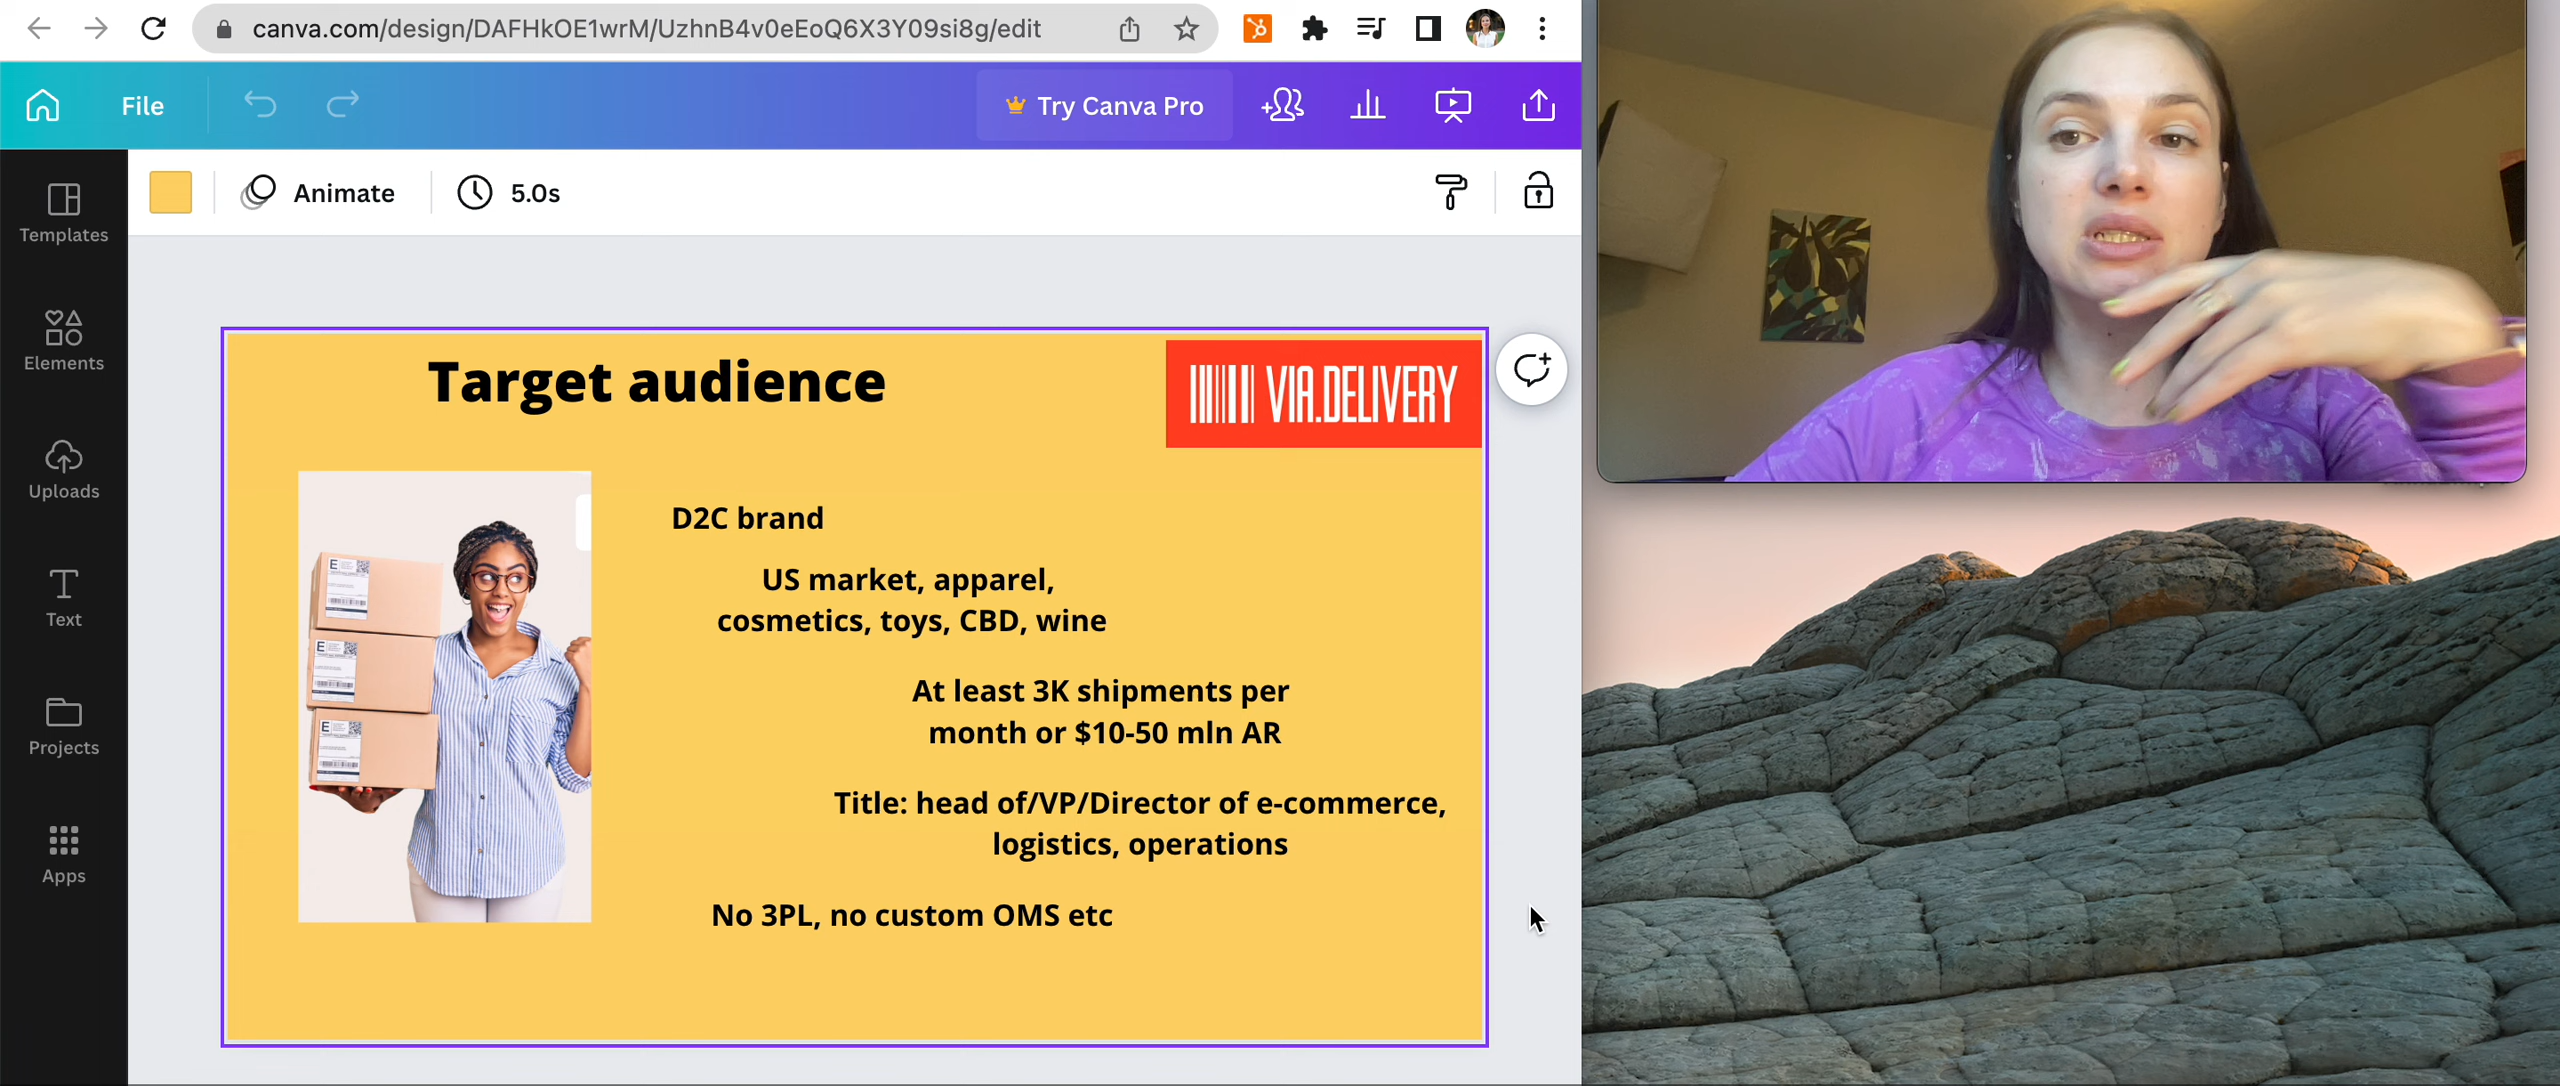 canva.com/design/DAFHkOE1wrM/UzhnB4v0eEoQ6X3Y09si8g/edit
File
Try Canva Pro
Animate
5.0s
Templates
Elements
Uploads
Text
Projects
Apps
Target audience
VIA.DELIVERY
D2C brand
US market, apparel,
cosmetics, toys, CBD, wine
At least 3K shipments per
month or $10-50 mln AR
Title: head of/VP/Director of e-commerce,
logistics, operations
No 3PL, no custom OMS etc
E
E
E